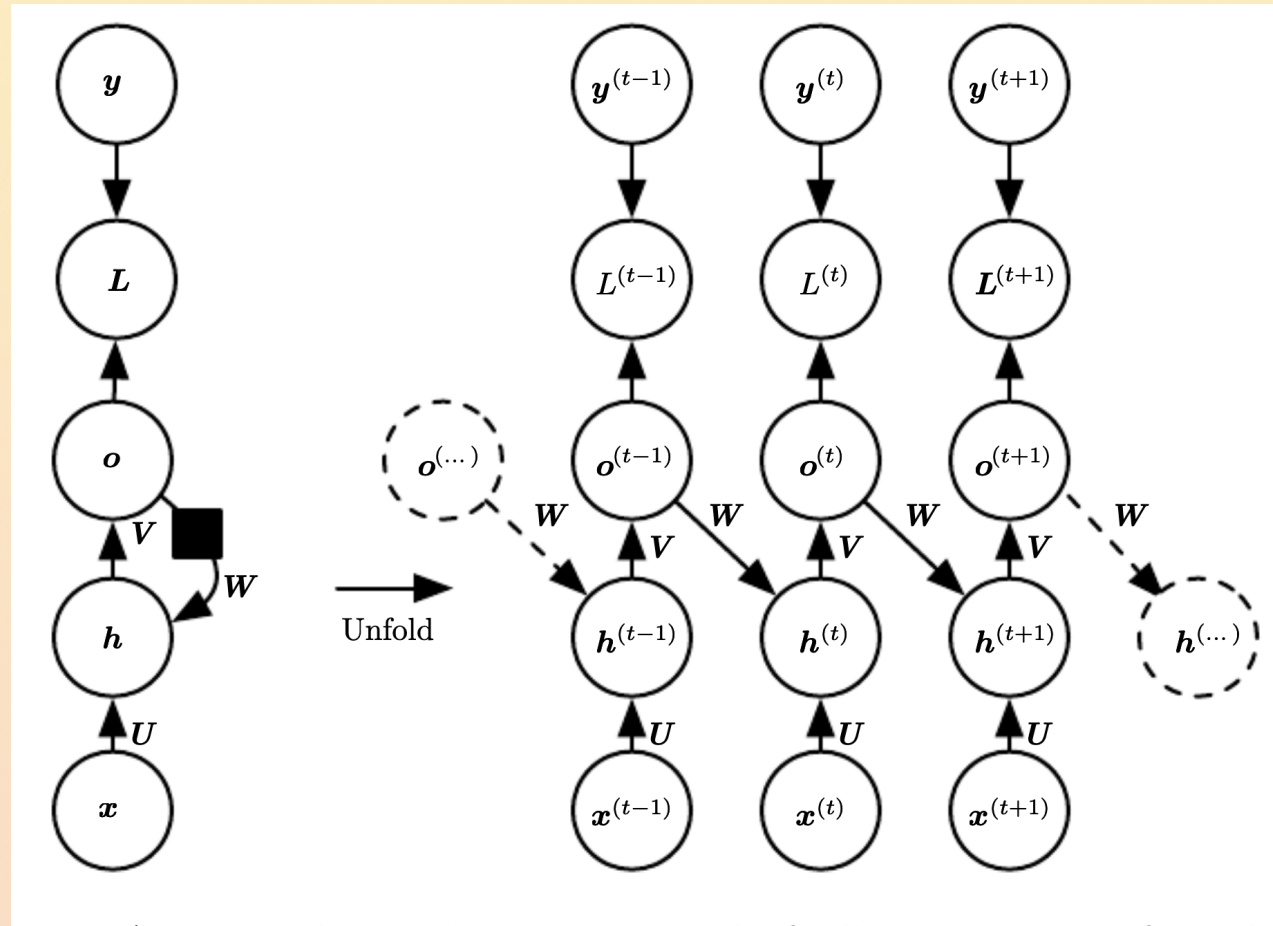 y y^(t−1) y^(t) y^(t+1)
L L^(t−1) L^(t) L^(t+1)
o o^(...) o^(t−1) o^(t) o^(t+1)
W W W W
V V V V
W
Unfold
h h^(t−1) h^(t) h^(t+1) h^(...)
U U U U
x x^(t−1) x^(t) x^(t+1)